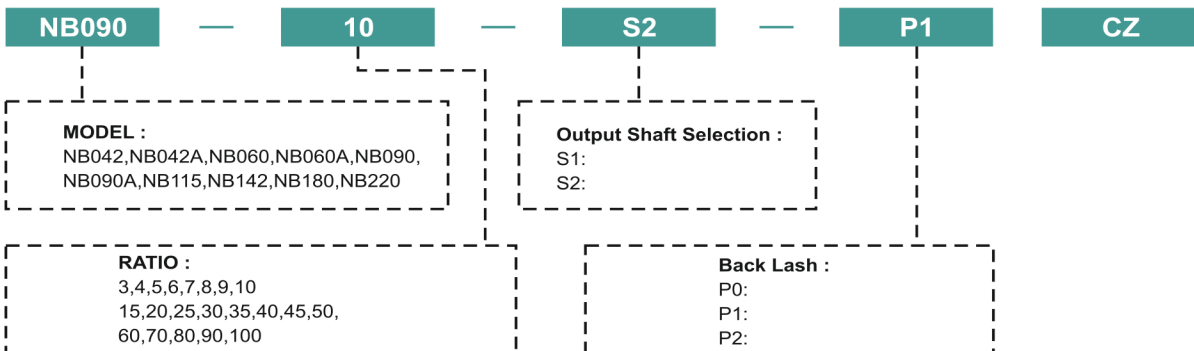 NB090 — 10 — S2 — P1 CZ
MODEL :
NB042,NB042A,NB060,NB060A,NB090,
NB090A,NB115,NB142,NB180,NB220
Output Shaft Selection :
S1:
S2:
RATIO :
3,4,5,6,7,8,9,10
15,20,25,30,35,40,45,50,
60,70,80,90,100
Back Lash :
P0:
P1:
P2: